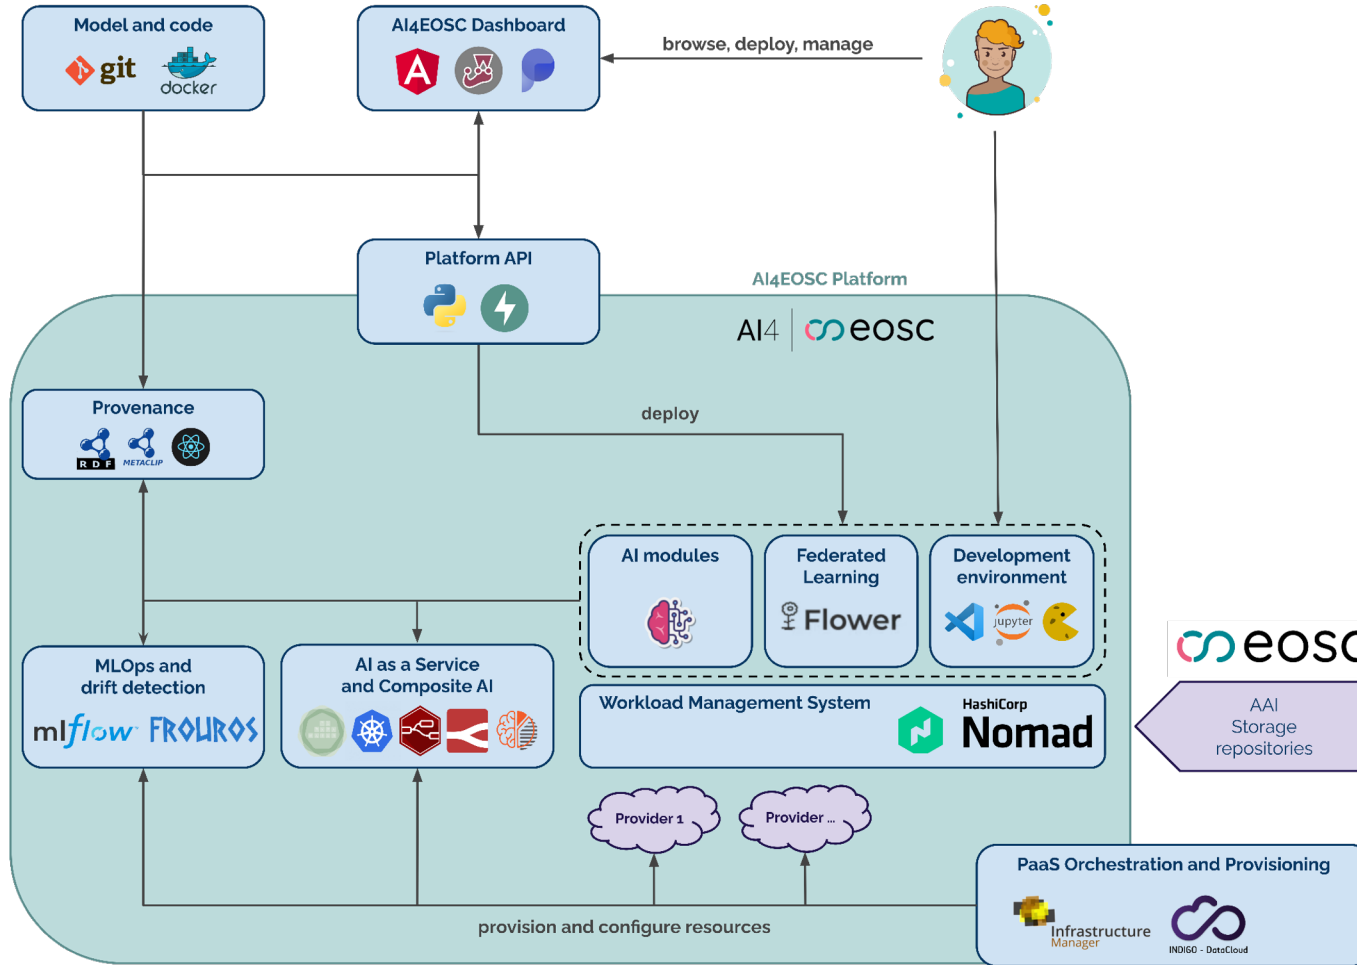 Model and code
git
docker
AI4EOSC Dashboard
browse, deploy, manage
Platform API
AI4EOSC Platform
AI4 eosc
Provenance
RDF
METACLIP
deploy
AI modules
Federated
Learning
Flower
Development
environment
jupyter
MLOps and
drift detection
mlflow
FROUROS
AI as a Service
and Composite AI
Workload Management System
HashiCorp
Nomad
eosc
AAI
Storage
repositories
Provider 1
Provider ...
PaaS Orchestration and Provisioning
Infrastructure
Manager
INDIGO - DataCloud
provision and configure resources